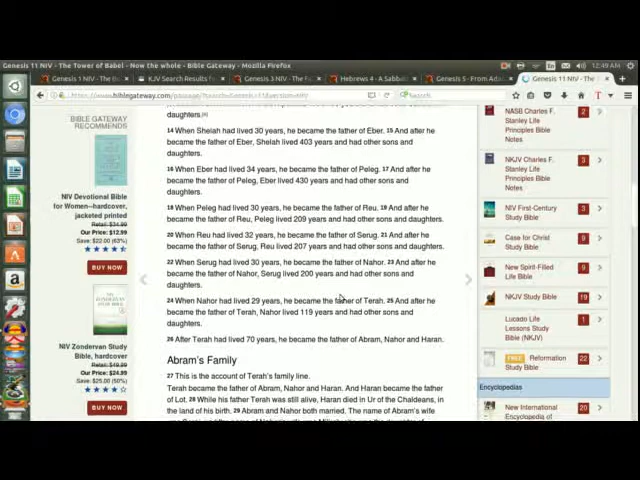 Genesis 11 NIV - The Tower of Babel - Now the whole - Bible Gateway - Mozilla Firefox
En
12:49 AM
Genesis 1 NIV - The B
KJV Search Results
Genesis 3 NIV - The F
Hebrews 4 - A Sabba
Genesis 5 - From Ada
Genesis 11 NIV - The
Search
BIBLE GATEWAY
RECOMMENDS
NIV Devotional Bible
for Women--hardcover,
jacketed printed
Retail: $34.99
Our Price: $12.99
Save: $22.00 (63%)
BUY NOW
NIV Zondervan Study
Bible, hardcover
Retail: $49.99
Our Price: $24.99
Save: $25.00 (50%)
BUY NOW
daughters.
14 When Shelah had lived 30 years, he became the father of Eber. 15 And after he
became the father of Eber, Shelah lived 403 years and had other sons and
daughters.
16 When Eber had lived 34 years, he became the father of Peleg. 17 And after he
became the father of Peleg, Eber lived 430 years and had other sons and
daughters.
18 When Peleg had lived 30 years, he became the father of Reu. 19 And after he
became the father of Reu, Peleg lived 209 years and had other sons and daughters.
20 When Reu had lived 32 years, he became the father of Serug. 21 And after he
became the father of Serug, Reu lived 207 years and had other sons and daughters.
22 When Serug had lived 30 years, he became the father of Nahor. 23 And after he
became the father of Nahor, Serug lived 200 years and had other sons and
daughters.
24 When Nahor had lived 29 years, he became the father of Terah. 25 And after he
became the father of Terah, Nahor lived 119 years and had other sons and
daughters.
26 After Terah had lived 70 years, he became the father of Abram, Nahor and Haran.
Abram's Family
27 This is the account of Terah's family line.
Terah became the father of Abram, Nahor and Haran. And Haran became the father
of Lot. 28 While his father Terah was still alive, Haran died in Ur of the Chaldeans, in
the land of his birth. 29 Abram and Nahor both married. The name of Abram's wife
NASB Charles F.
Stanley Life
Principles Bible
Notes
2
NKJV Charles F.
Stanley Life
Principles Bible
Notes
3
NIV First-Century
Study Bible
3
Case for Christ
Study Bible
9
New Spirit-Filled
Life Bible
9
NKJV Study Bible
19
Lucado Life
Lessons Study
Bible (NKJV)
FREE Reformation
Study Bible
22
Encyclopedias
New International
Encyclopedia of
20